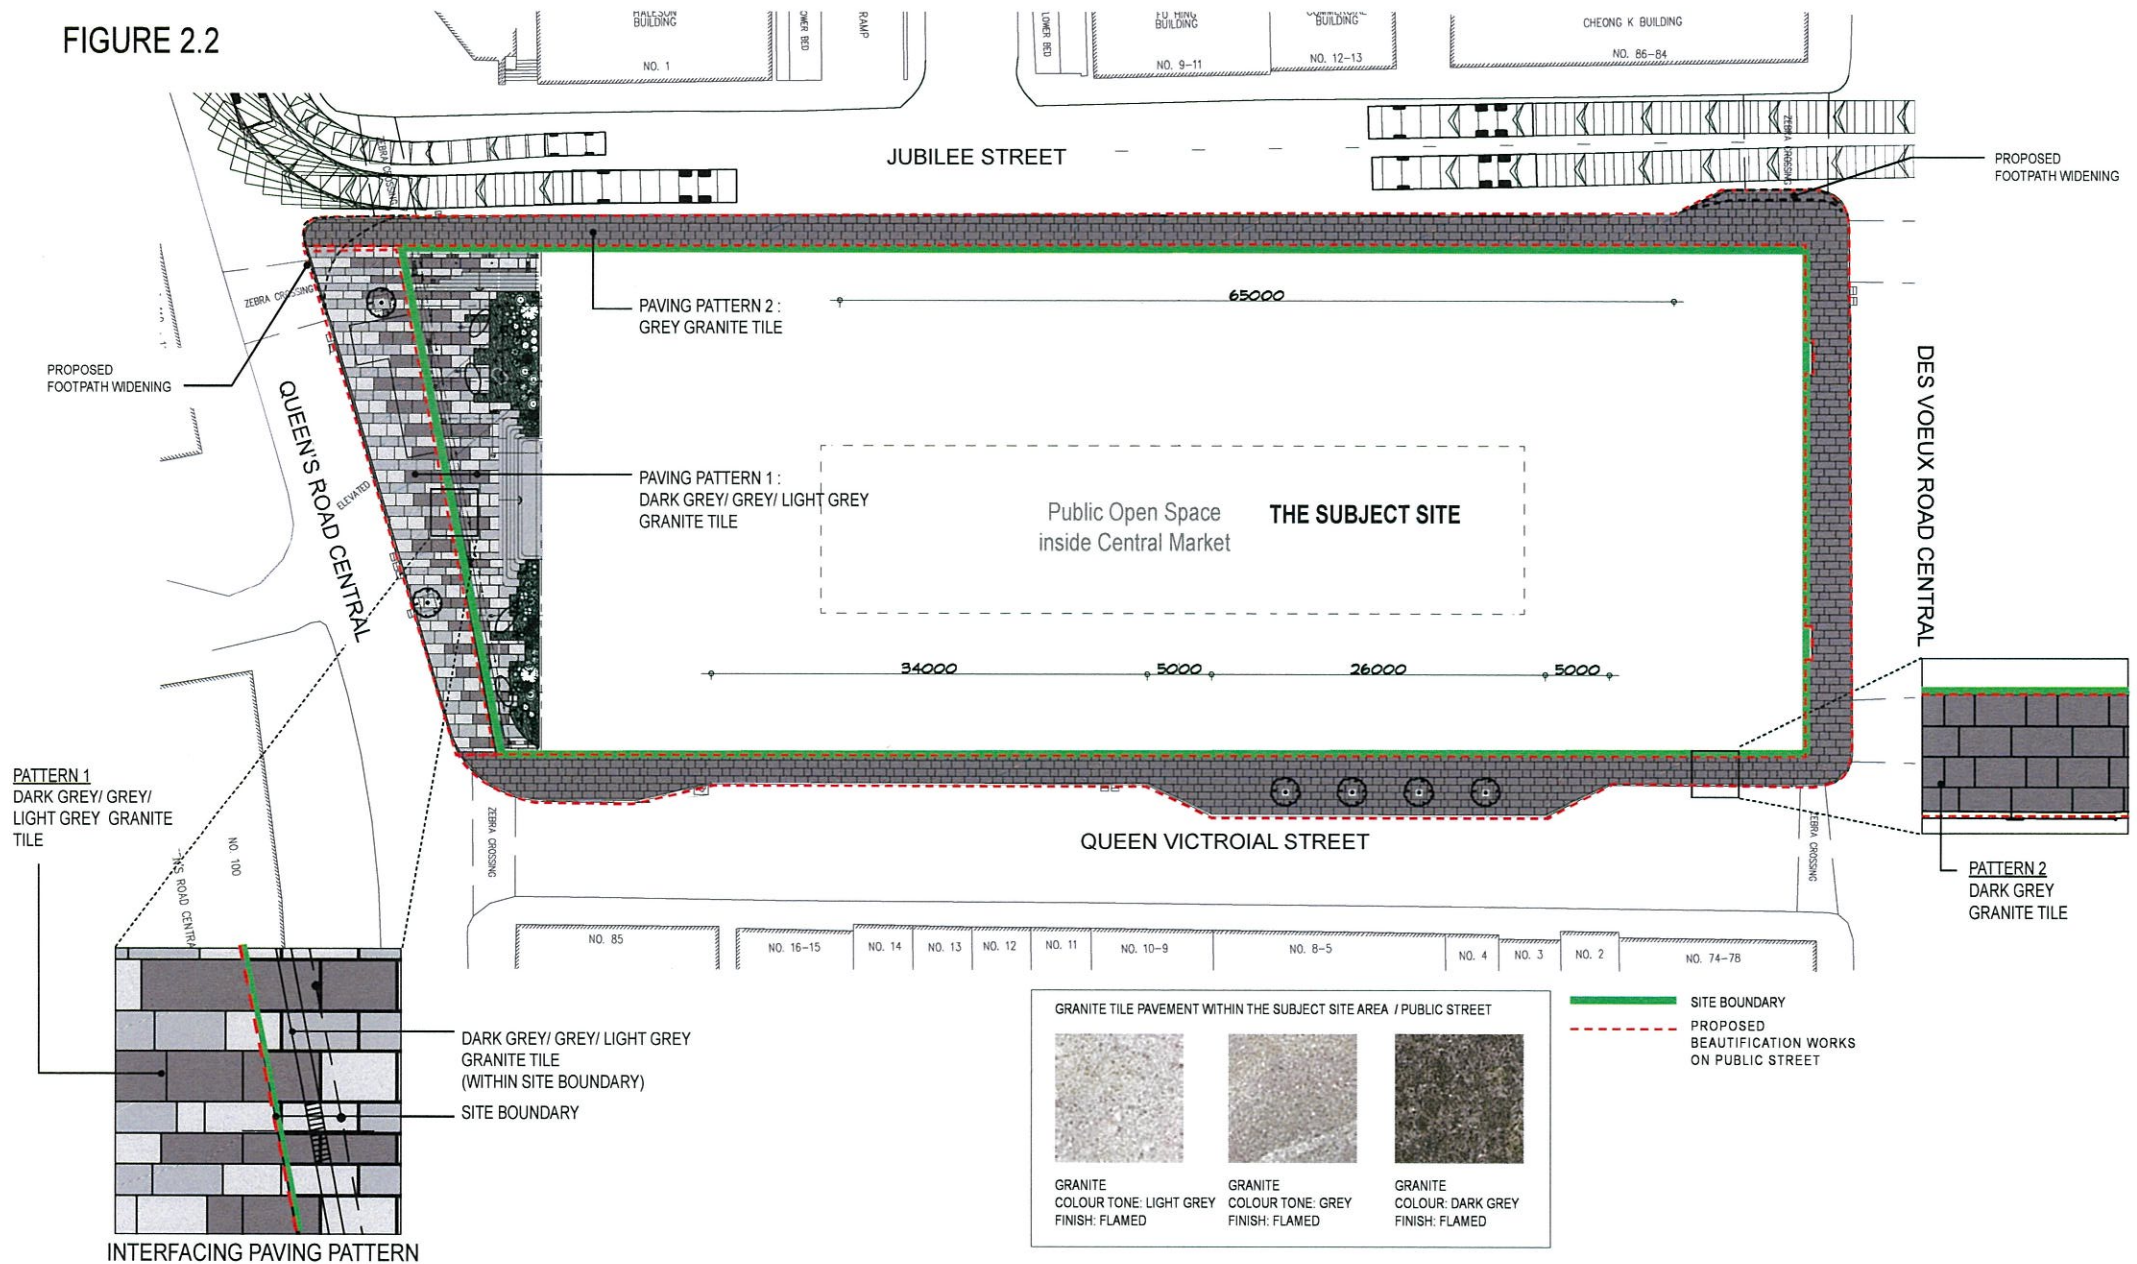 FIGURE 2.2
HALESON
BUILDING
NO. 1
RAMP
LOWER BED
FU HING
BUILDING
NO. 9-11
BUILDING
NO. 12-13
CHEONG K BUILDING
NO. 86-84
JUBILEE STREET
ZEBRA CROSSING
ZEBRA CROSSING
ZEBRA CROSSING
PROPOSED
FOOTPATH WIDENING
ZEBRA CROSSING
PROPOSED
FOOTPATH WIDENING
PAVING PATTERN 2 :
GREY GRANITE TILE
65000
QUEEN'S ROAD CENTRAL
ELEVATED
PAVING PATTERN 1 :
DARK GREY/ GREY/ LIGHT GREY
GRANITE TILE
Public Open Space
inside Central Market
THE SUBJECT SITE
DES VOEUX ROAD CENTRAL
34000
5000
26000
5000
PATTERN 1
DARK GREY/ GREY/
LIGHT GREY GRANITE
TILE
NO. 100
N'S ROAD CENTRA
ZEBRA CROSSING
QUEEN VICTROIAL STREET
ZEBRA CROSSING
PATTERN 2
DARK GREY
GRANITE TILE
NO. 85
NO. 16-15
NO. 14
NO. 13
NO. 12
NO. 11
NO. 10-9
NO. 8-5
NO. 4
NO. 3
NO. 2
NO. 74-78
DARK GREY/ GREY/ LIGHT GREY
GRANITE TILE
(WITHIN SITE BOUNDARY)
SITE BOUNDARY
INTERFACING PAVING PATTERN
GRANITE TILE PAVEMENT WITHIN THE SUBJECT SITE AREA / PUBLIC STREET
GRANITE
COLOUR TONE: LIGHT GREY
FINISH: FLAMED
GRANITE
COLOUR TONE: GREY
FINISH: FLAMED
GRANITE
COLOUR: DARK GREY
FINISH: FLAMED
SITE BOUNDARY
PROPOSED
BEAUTIFICATION WORKS
ON PUBLIC STREET